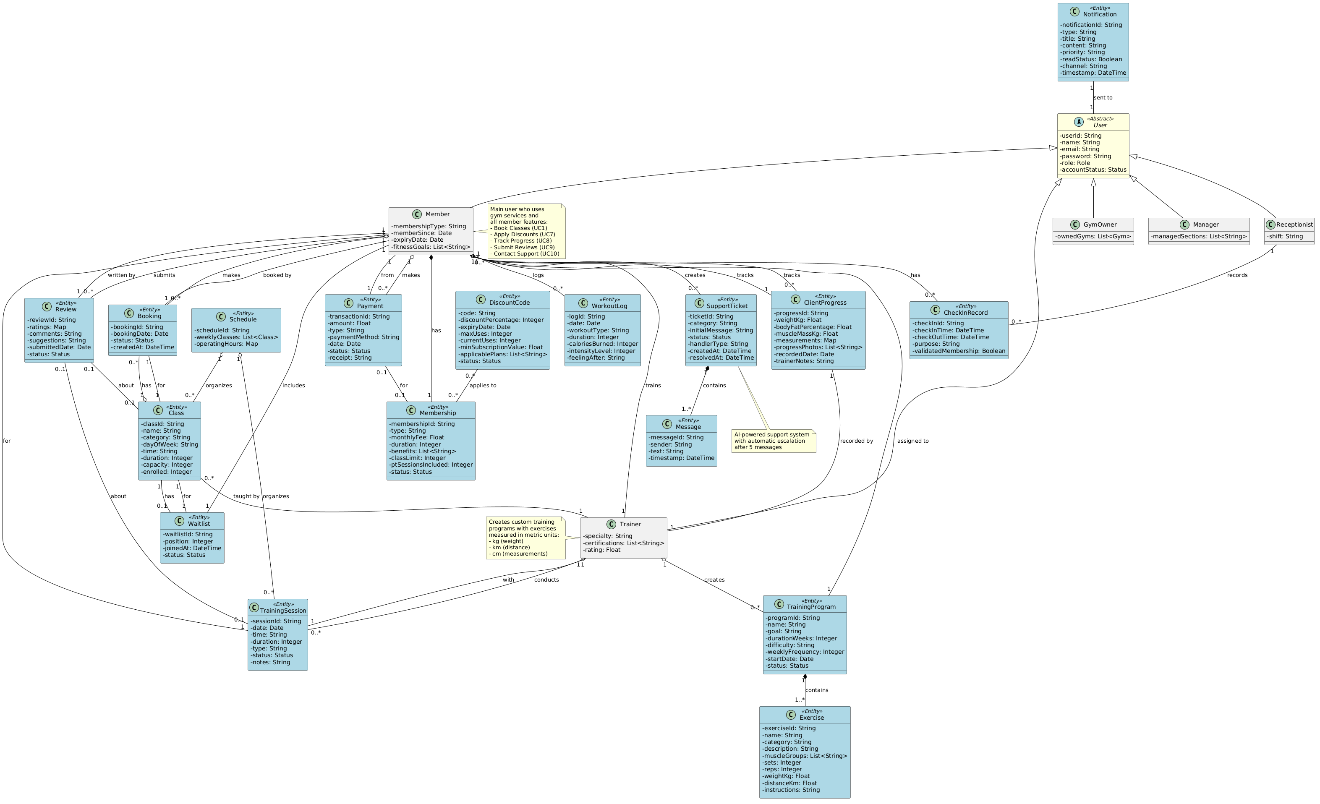 «Entity»
Notification
-notificationId: String
-type: String
-title: String
-content: String
-priority: String
-readStatus: Boolean
-channel: String
-timestamp: DateTime
1
sent to
1
«Abstract»
User
-userId: String
-name: String
-email: String
-password: String
-role: Role
-accountStatus: Status
Member
-membershipType: String
-memberSince: Date
-expiryDate: Date
-fitnessGoals: List<String>
Main user who uses
gym services and
all member features:
- Book Classes (UC1)
- Apply Discounts (UC7)
- Track Progress (UC8)
- Submit Reviews (UC9)
- Contact Support (UC10)
GymOwner
-ownedGyms: List<Gym>
Manager
-managedSections: List<String>
Receptionist
-shift: String
written by
submits
makes
booked by
from
makes
has
logs
creates
tracks
tracks
has
records
«Entity»
Review
-reviewId: String
-ratings: Map
-comments: String
-suggestions: String
-submittedDate: Date
-status: Status
«Entity»
Booking
-bookingId: String
-bookingDate: Date
-status: Status
-createdAt: DateTime
«Entity»
Schedule
-scheduleId: String
-weeklyClasses: List<Class>
-operatingHours: Map
«Entity»
Payment
-transactionId: String
-amount: Float
-type: String
-paymentMethod: String
-date: Date
-status: Status
-receipt: String
«Entity»
DiscountCode
-code: String
-discountPercentage: Integer
-expiryDate: Date
-maxUses: Integer
-currentUses: Integer
-minSubscriptionValue: Float
-applicablePlans: List<String>
-status: Status
«Entity»
WorkoutLog
-logId: String
-date: Date
-workoutType: String
-duration: Integer
-caloriesBurned: Integer
-intensityLevel: Integer
-feelingAfter: String
«Entity»
SupportTicket
-ticketId: String
-category: String
-initialMessage: String
-status: Status
-handlerType: String
-createdAt: DateTime
-resolvedAt: DateTime
«Entity»
ClientProgress
-progressId: String
-weightKg: Float
-bodyFatPercentage: Float
-muscleMassKg: Float
-measurements: Map
-progressPhotos: List<String>
-recordedDate: Date
-trainerNotes: String
«Entity»
CheckInRecord
-checkInId: String
-checkInTime: DateTime
-checkOutTime: DateTime
-purpose: String
-validatedMembership: Boolean
about
has
for
organizes
includes
for
applies to
trains
contains
«Entity»
Class
-classId: String
-name: String
-category: String
-dayOfWeek: String
-time: String
-duration: Integer
-capacity: Integer
-enrolled: Integer
«Entity»
Membership
-membershipId: String
-type: String
-monthlyFee: Float
-duration: Integer
-benefits: List<String>
-classLimit: Integer
-ptSessionsIncluded: Integer
-status: Status
«Entity»
Message
-messageId: String
-sender: String
-text: String
-timestamp: DateTime
AI-powered support system
with automatic escalation
after 5 messages
for
recorded by
assigned to
about
has
for
taught by
organizes
«Entity»
Waitlist
-waitlistId: String
-position: Integer
-joinedAt: DateTime
-status: Status
Creates custom training
programs with exercises
measured in metric units:
- kg (weight)
- km (distance)
- cm (measurements)
Trainer
-specialty: String
-certifications: List<String>
-rating: Float
with
conducts
creates
«Entity»
TrainingSession
-sessionId: String
-date: Date
-time: String
-duration: Integer
-type: String
-status: Status
-notes: String
«Entity»
TrainingProgram
-programId: String
-name: String
-goal: String
-durationWeeks: Integer
-difficulty: String
-weeklyFrequency: Integer
-startDate: Date
-status: Status
1
contains
1..*
«Entity»
Exercise
-exerciseId: String
-name: String
-category: String
-description: String
-muscleGroups: List<String>
-sets: Integer
-reps: Integer
-weightKg: Float
-distanceKm: Float
-instructions: String